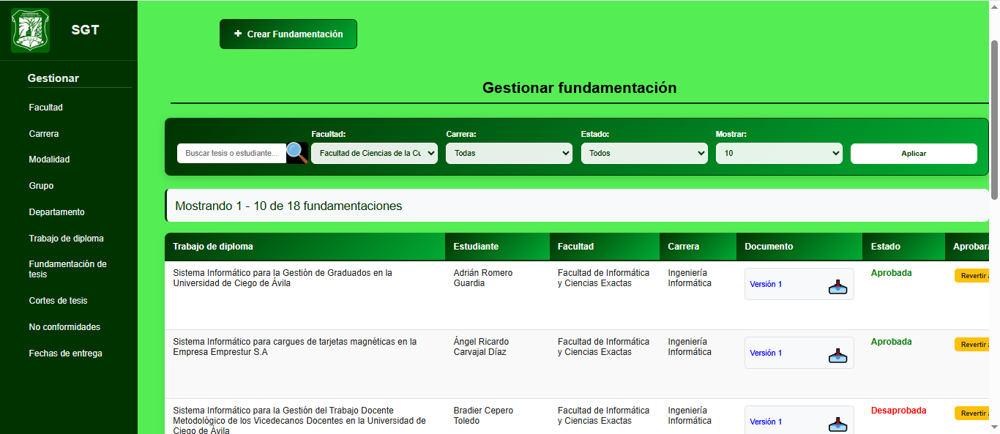 SGT
+ Crear Fundamentación
Gestionar
Facultad
Carrera
Modalidad
Grupo
Departamento
Trabajo de diploma
Fundamentación de
tesis
Cortes de tesis
No conformidades
Fechas de entrega
Gestionar fundamentación
Facultad:
Carrera:
Estado:
Mostrar:
Buscar tesis o estudiante...
Facultad de Ciencias de la Cu
Todas
Todos
10
Aplicar
Mostrando 1 - 10 de 18 fundamentaciones
Trabajo de diploma
Estudiante
Facultad
Carrera
Documento
Estado
Aprobar/
Sistema Informático para la Gestión de Graduados en la
Universidad de Ciego de Ávila
Adrián Romero
Guardia
Facultad de Informática
y Ciencias Exactas
Ingeniería
Informática
Versión 1
Aprobada
Revertir a
Sistema Informático para cargues de tarjetas magnéticas en la
Empresa Emprestur S.A
Ángel Ricardo
Carvajal Díaz
Facultad de Informática
y Ciencias Exactas
Ingeniería
Informática
Versión 1
Aprobada
Revertir a
Sistema Informático para la Gestión del Trabajo Docente
Metodológico de los Vicedecanos Docentes en la Universidad de
Ciego de Ávila
Bradier Cepero
Toledo
Facultad de Informática
y Ciencias Exactas
Ingeniería
Informática
Versión 1
Desaprobada
Revertir a